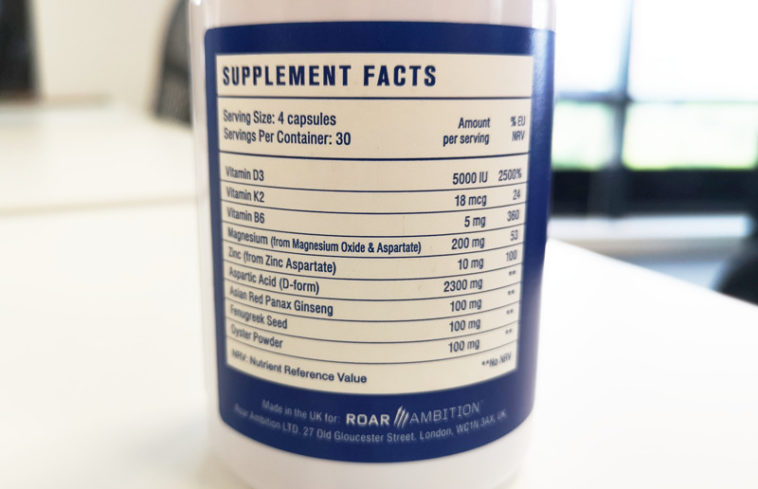 SUPPLEMENT FACTS
Serving Size: 4 capsules
Servings Per Container: 30
Amount per serving
% EU NRV
Vitamin D3 5000 IU 2500%
Vitamin K2 18 mcg 24
Vitamin B6 5 mg 360
Magnesium (from Magnesium Oxide & Aspartate) 200 mg 53
Zinc (from Zinc Aspartate) 10 mg 100
Aspartic Acid (D-form) 2300 mg **
Asian Red Panax Ginseng 100 mg **
Fenugreek Seed 100 mg **
Oyster Powder 100 mg **
NRV: Nutrient Reference Value **No NRV
Made in the UK for: ROAR AMBITION
Roar Ambition LTD. 27 Old Gloucester Street, London, WC1N 3AX, UK